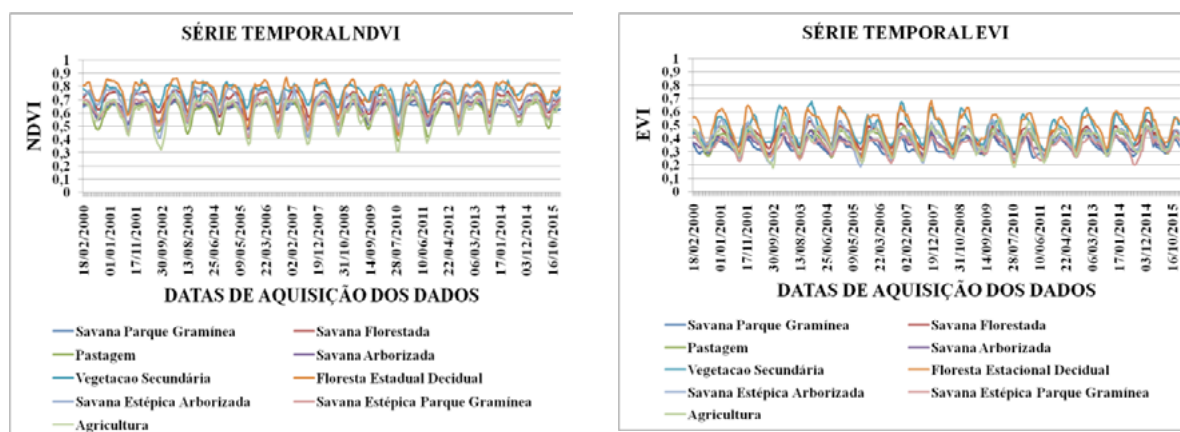 SÉRIE TEMPORAL NDVI
1
0,9
0,8
0,7
0,6
0,5
0,4
0,3
0,2
0,1
0
NDVI
18/02/2000
01/01/2001
17/11/2001
30/09/2002
13/08/2003
25/06/2004
09/05/2005
22/03/2006
02/02/2007
19/12/2007
31/10/2008
14/09/2009
28/07/2010
10/06/2011
22/04/2012
06/03/2013
17/01/2014
03/12/2014
16/10/2015
DATAS DE AQUISIÇÃO DOS DADOS
Savana Parque Gramínea
Savana Florestada
Pastagem
Savana Arborizada
Vegetacao Secundária
Floresta Estadual Decidual
Savana Estépica Arborizada
Savana Estépica Parque Gramínea
Agricultura
SÉRIE TEMPORAL EVI
1
0,9
0,8
0,7
0,6
0,5
0,4
0,3
0,2
0,1
0
EVI
18/02/2000
01/01/2001
17/11/2001
30/09/2002
13/08/2003
25/06/2004
09/05/2005
22/03/2006
02/02/2007
19/12/2007
31/10/2008
14/09/2009
28/07/2010
10/06/2011
22/04/2012
06/03/2013
17/01/2014
03/12/2014
16/10/2015
DATAS DE AQUISIÇÃO DOS DADOS
Savana Parque Gramínea
Savana Florestada
Pastagem
Savana Arborizada
Vegetacao Secundária
Floresta Estacional Decidual
Savana Estépica Arborizada
Savana Estépica Parque Gramínea
Agricultura